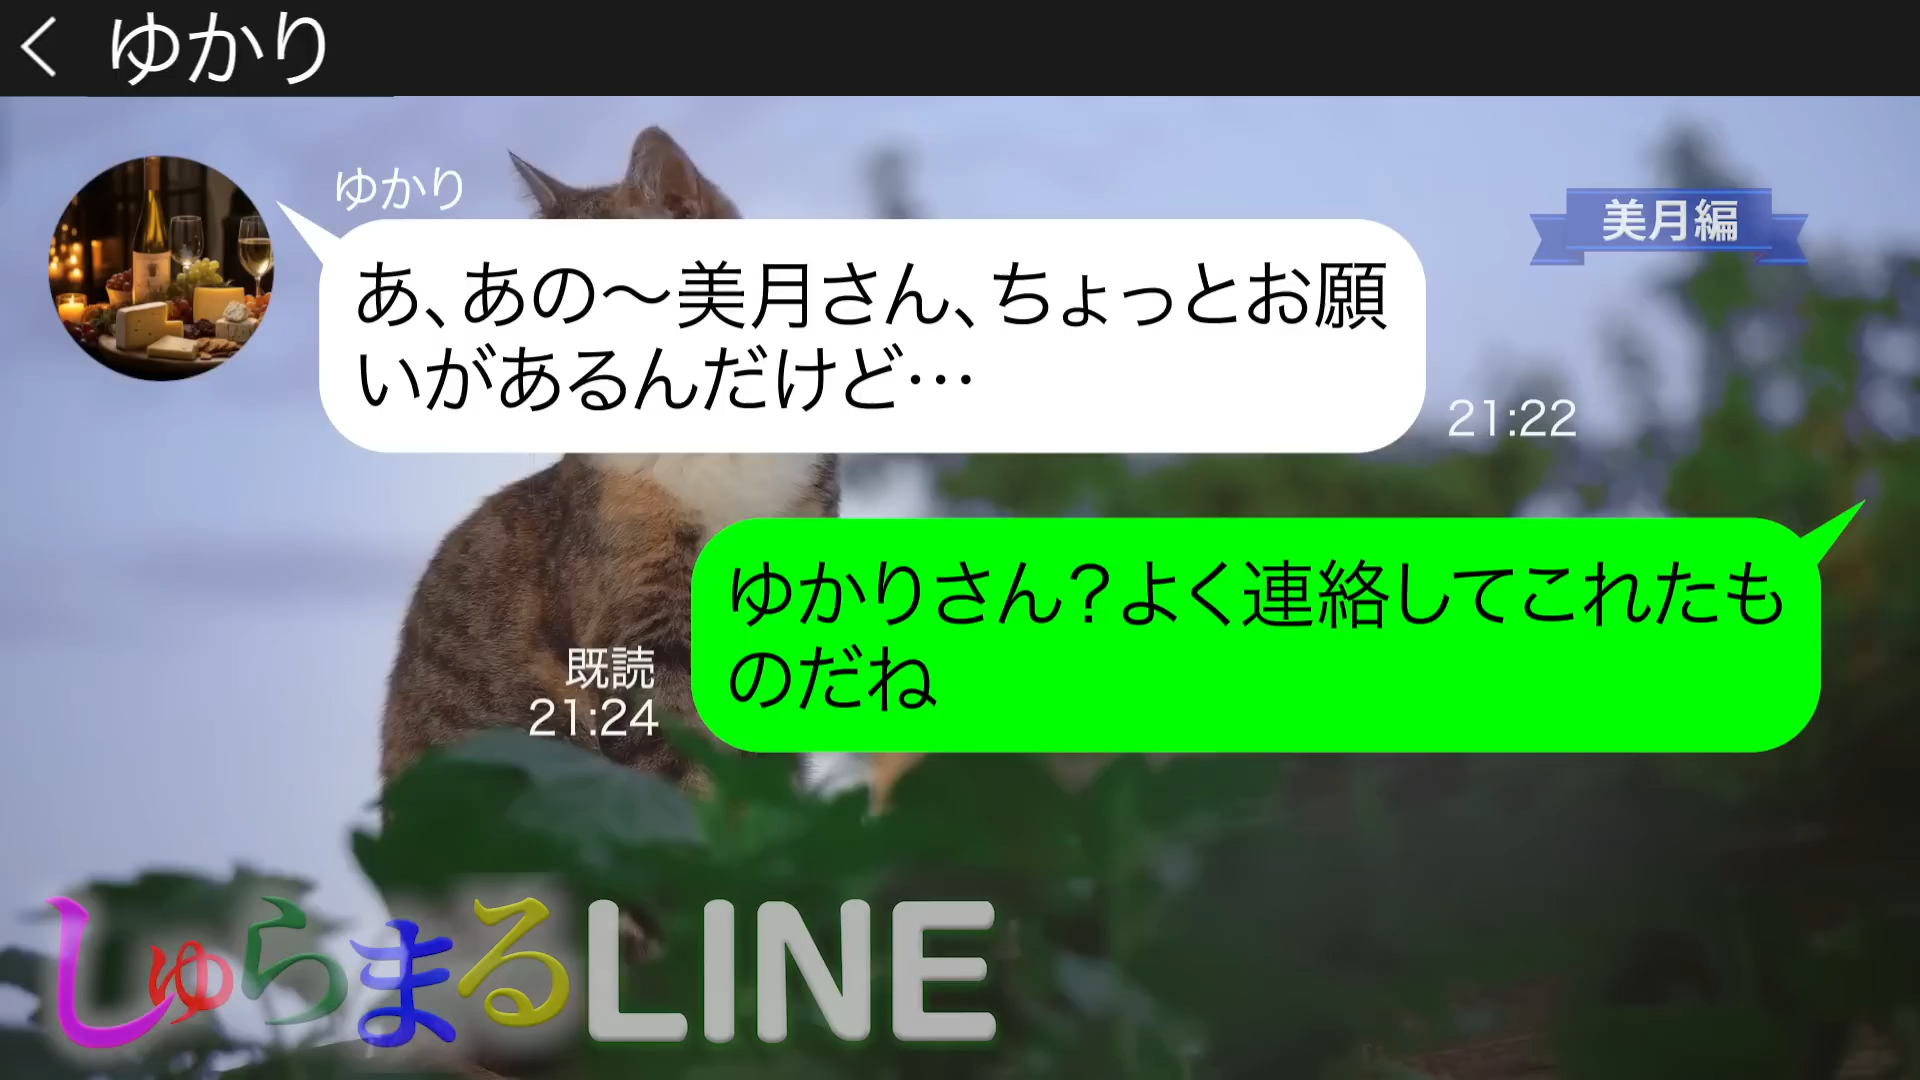 ゆかり
ゆかり
美月編
あ、あの〜美月さん、ちょっとお願
いがあるんだけど…
21:22
ゆかりさん？よく連絡してこれたも
のだね
既読
21:24
しゅらまるLINE